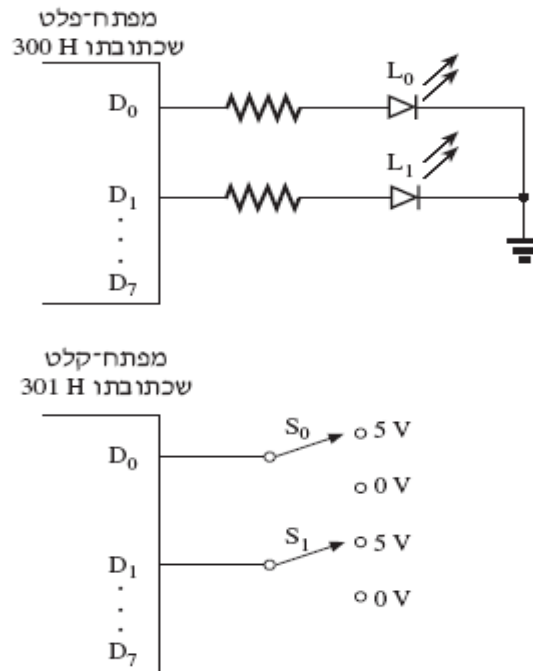 מפתח־פלט
שכתובתו 300 H
D₀
L₀
D₁
L₁
D₇
מפתח־קלט
שכתובתו 301 H
D₀
S₀
5 V
0 V
D₁
S₁
5 V
0 V
D₇